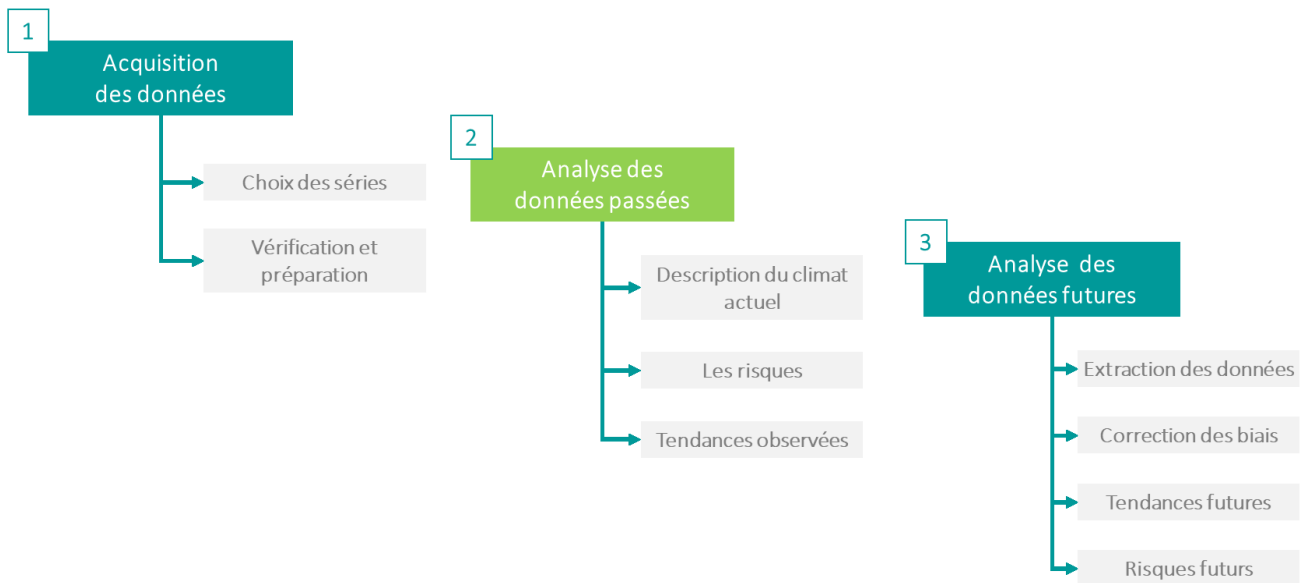 1
Acquisition
des données
Choix des séries
Vérification et
préparation
2
Analyse des
données passées
Description du climat
actuel
Les risques
Tendances observées
3
Analyse des
données futures
Extraction des données
Correction des biais
Tendances futures
Risques futurs